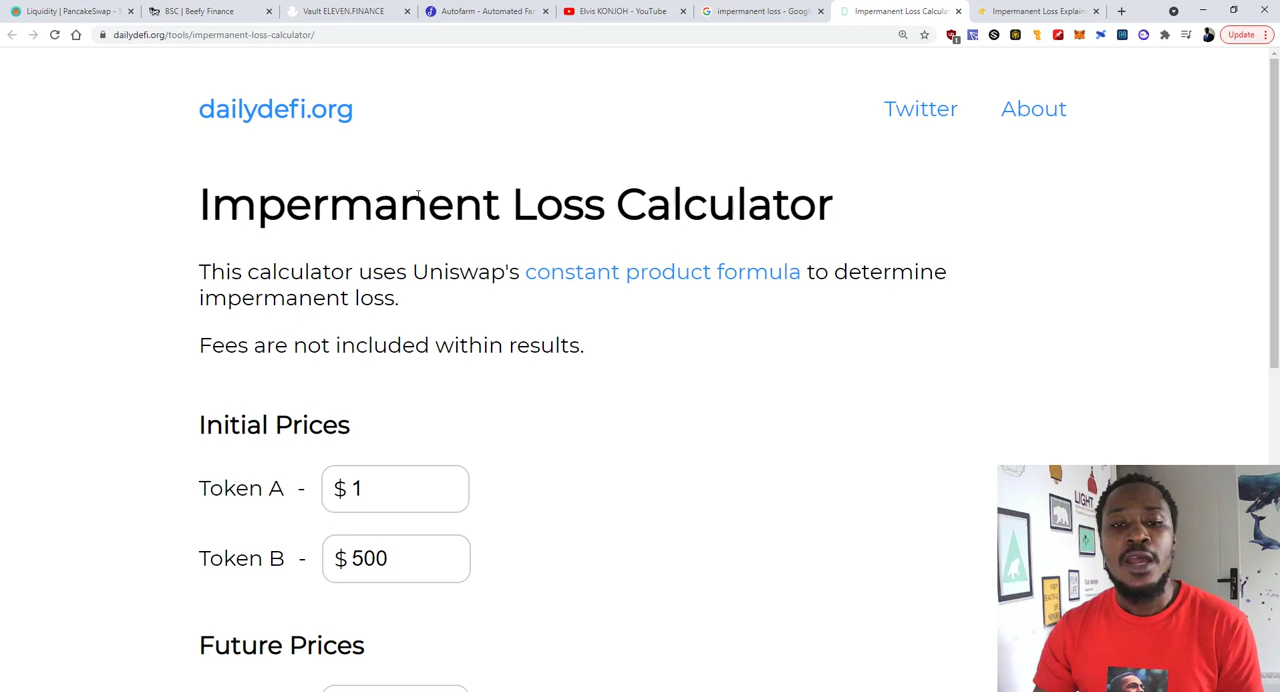 Liquidity | PancakeSwap - $
BSC | Beefy Finance
Vault ELEVEN.FINANCE
Autofarm - Automated Far
Elvis KONJOH - YouTube
impermanent loss - Googl
Impermanent Loss Calculat
Impermanent Loss Explain
dailydefi.org/tools/impermanent-loss-calculator/
Update
dailydefi.org
Twitter
About
Impermanent Loss Calculator
This calculator uses Uniswap's constant product formula to determine
impermanent loss.
Fees are not included within results.
Initial Prices
Token A - $ 1
Token B - $ 500
Future Prices
LIGHT